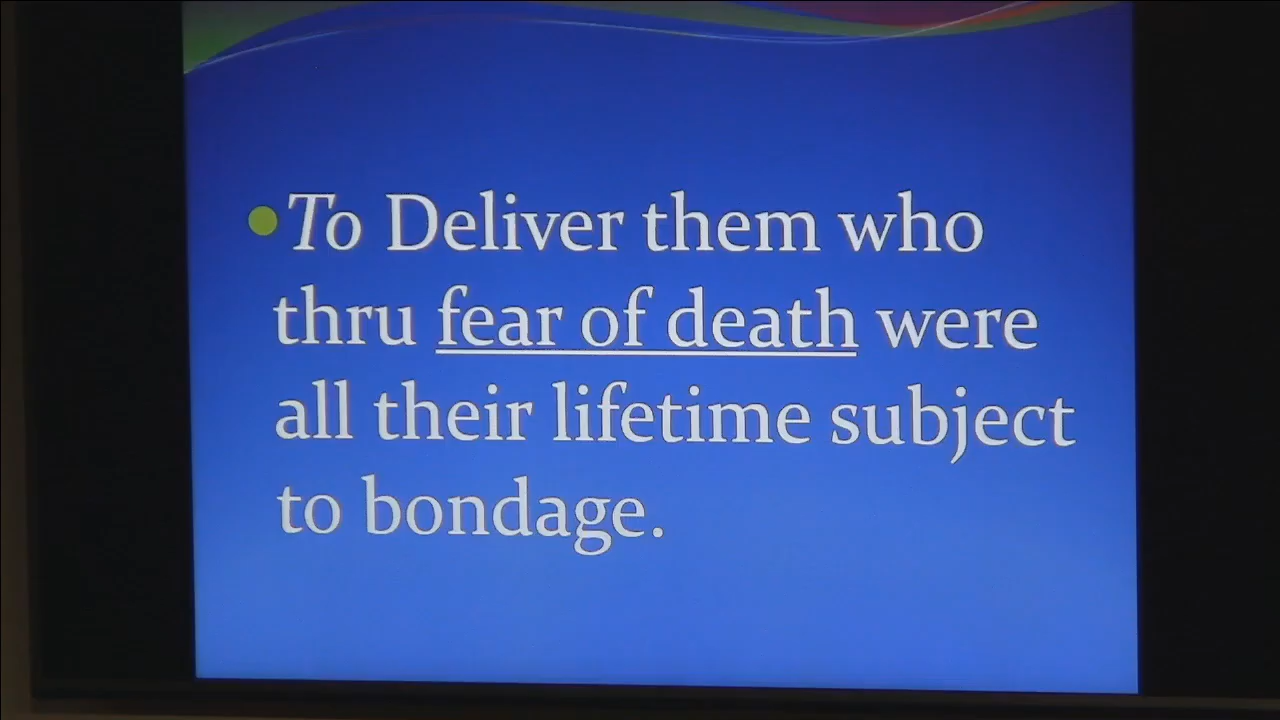 To Deliver them who
thru fear of death were
all their lifetime subject
to bondage.